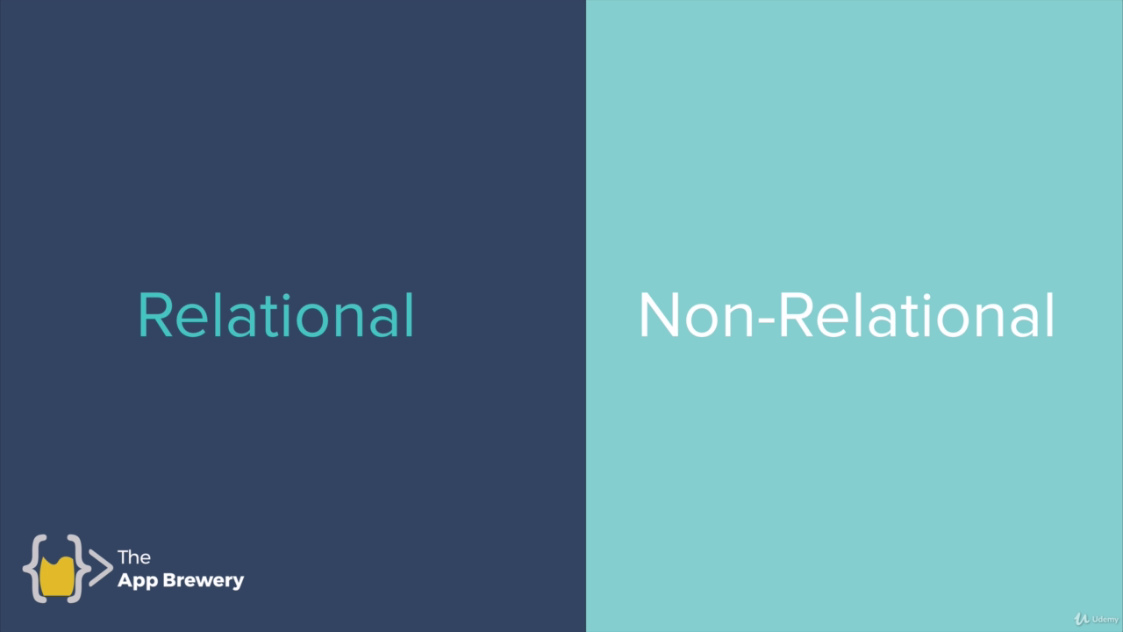 Relational
Non-Relational
The
App Brewery
Udemy